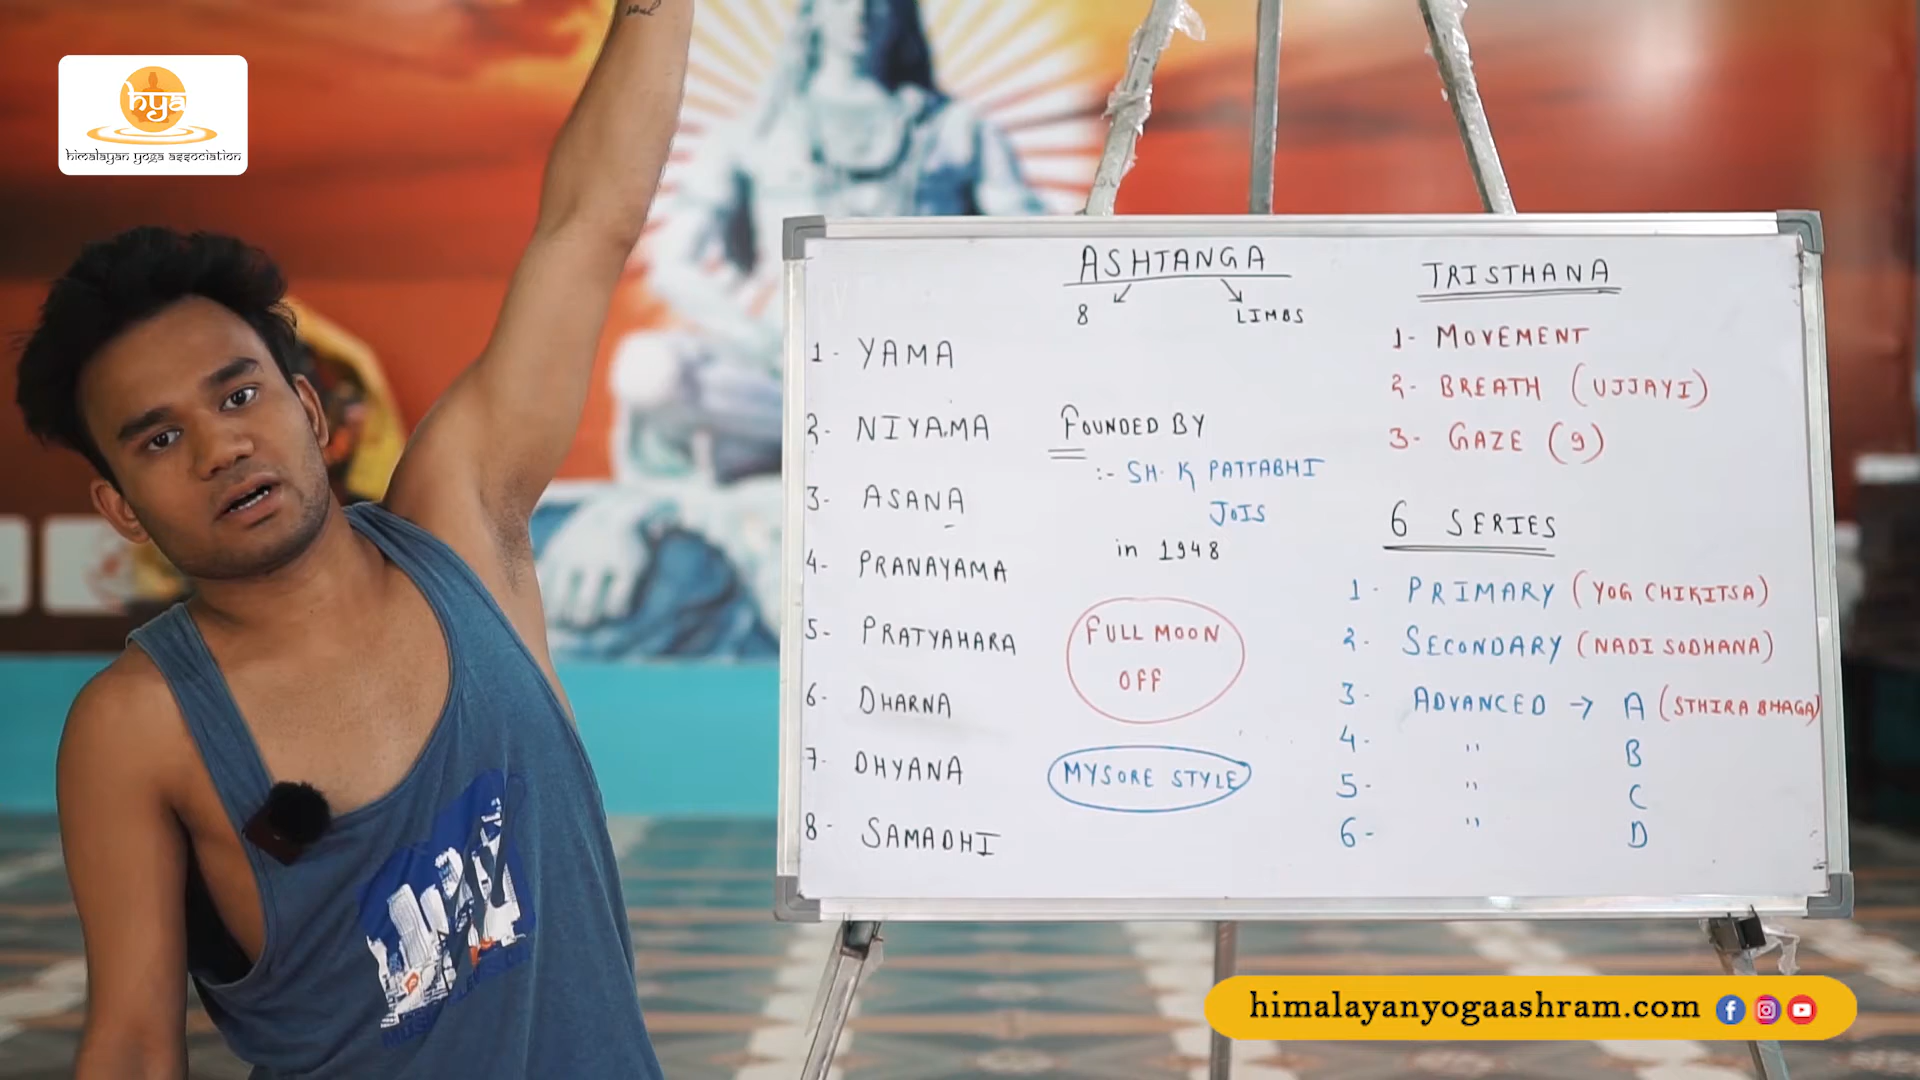 soul
hya
himalayan yoga association
ASHTANGA
8
LIMBS
1- YAMA
2- NIYAMA
3- ASANA
4- PRANAYAMA
5- PRATYAHARA
6- DHARNA
7- DHYANA
8- SAMADHI
FOUNDED BY
:- SH. K PATTABHI
JOIS
in 1948
FULL MOON
OFF
MYSORE STYLE
TRISTHANA
1- MOVEMENT
2- BREATH (UJJAYI)
3- GAZE (9)
6 SERIES
1- PRIMARY (YOG CHIKITSA)
2- SECONDARY (NADI SODHANA)
3- ADVANCED → A (STHIRA BHAGA)
4- " B
5- " C
6- " D
himalayanyogaashram.com